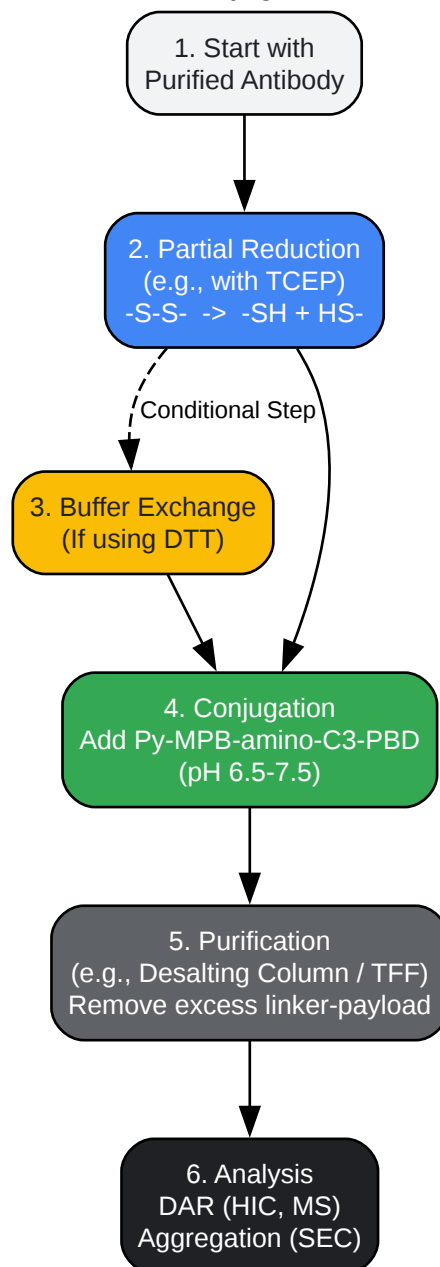 1. Start with
Purified Antibody
2. Partial Reduction
(e.g., with TCEP)
-S-S-  ->  -SH + HS-
Conditional Step
3. Buffer Exchange
(If using DTT)
4. Conjugation
Add Py-MPB-amino-C3-PBD
(pH 6.5-7.5)
5. Purification
(e.g., Desalting Column / TFF)
Remove excess linker-payload
6. Analysis
DAR (HIC, MS)
Aggregation (SEC)